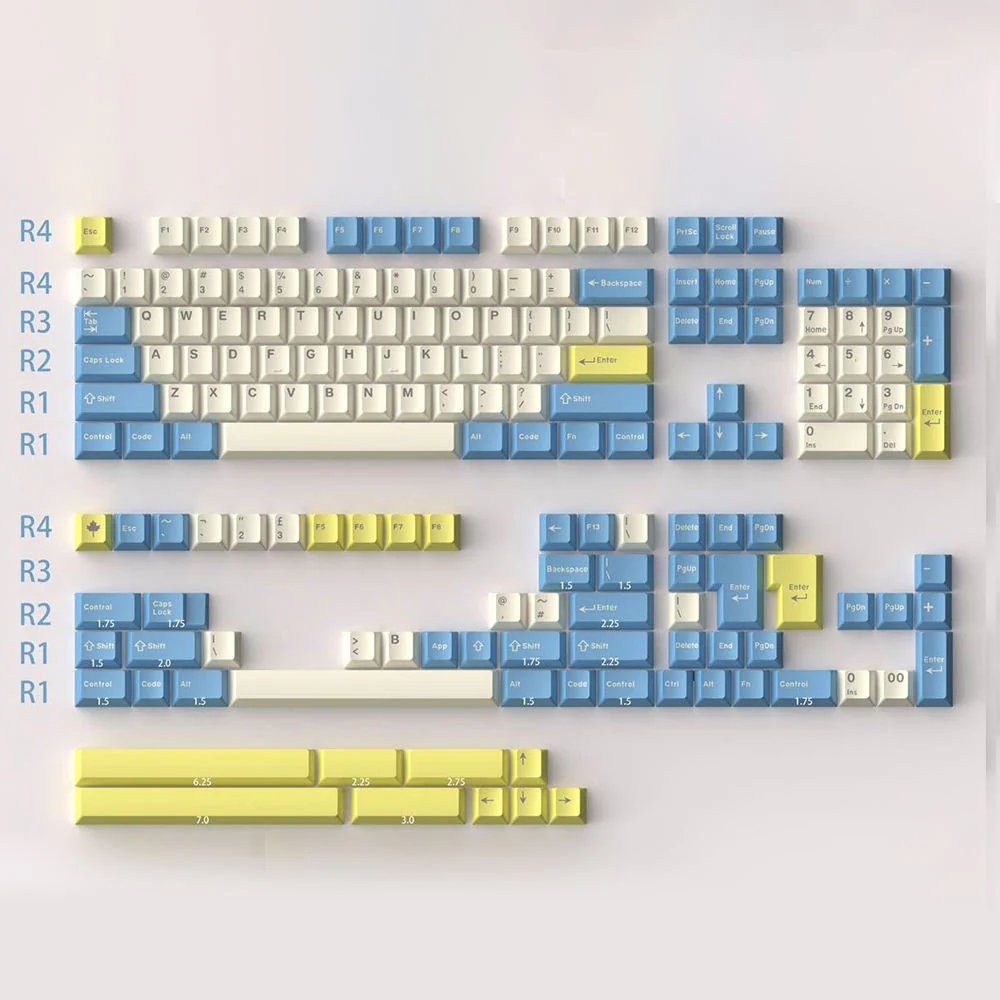 R4 Esc F1 F2 F3 F4 F5 F6 F7 F8 F9 F10 F11 F12 PrtSc Scroll Lock Pause
R4 ~ ` ! 1 @ 2 # 3 $ 4 % 5 ^ 6 & 7 * 8 ( 9 ) 0 — - + = ← Backspace Insert Home PgUp Num ÷ × −
R3 Tab Q W E R T Y U I O P { [ } ] | \ Delete End PgDn 7 Home 8 ↑ 9 Pg Up +
R2 Caps Lock A S D F G H J K L : ; " ' Enter 4 ← 5 6 →
R1 Shift Z X C V B N M < , > . ? / Shift ↑ 1 End 2 ↓ 3 Pg Dn Enter
R1 Control Code Alt Alt Code Fn Control ← ↓ → 0 Ins . Del
R4 Esc ~ ` ¬ ` " 2 £ 3 F5 F6 F7 F8 ← F13 | \ Delete End PgDn
R3 Backspace 1.5 | \ 1.5 PgUp Enter Enter −
R2 Control 1.75 Caps Lock 1.75 @ ' ~ # Enter 2.25 | \ PgDn PgUp +
R1 Shift 1.5 Shift 2.0 | \ > < B App Shift 1.75 Shift 2.25 Delete End PgDn Enter
R1 Control 1.5 Code Alt 1.5 Alt 1.5 Code Control 1.5 Ctrl Alt Fn Control 1.75 0 Ins 00
6.25 2.25 2.75 ↑
7.0 3.0 ← ↓ →